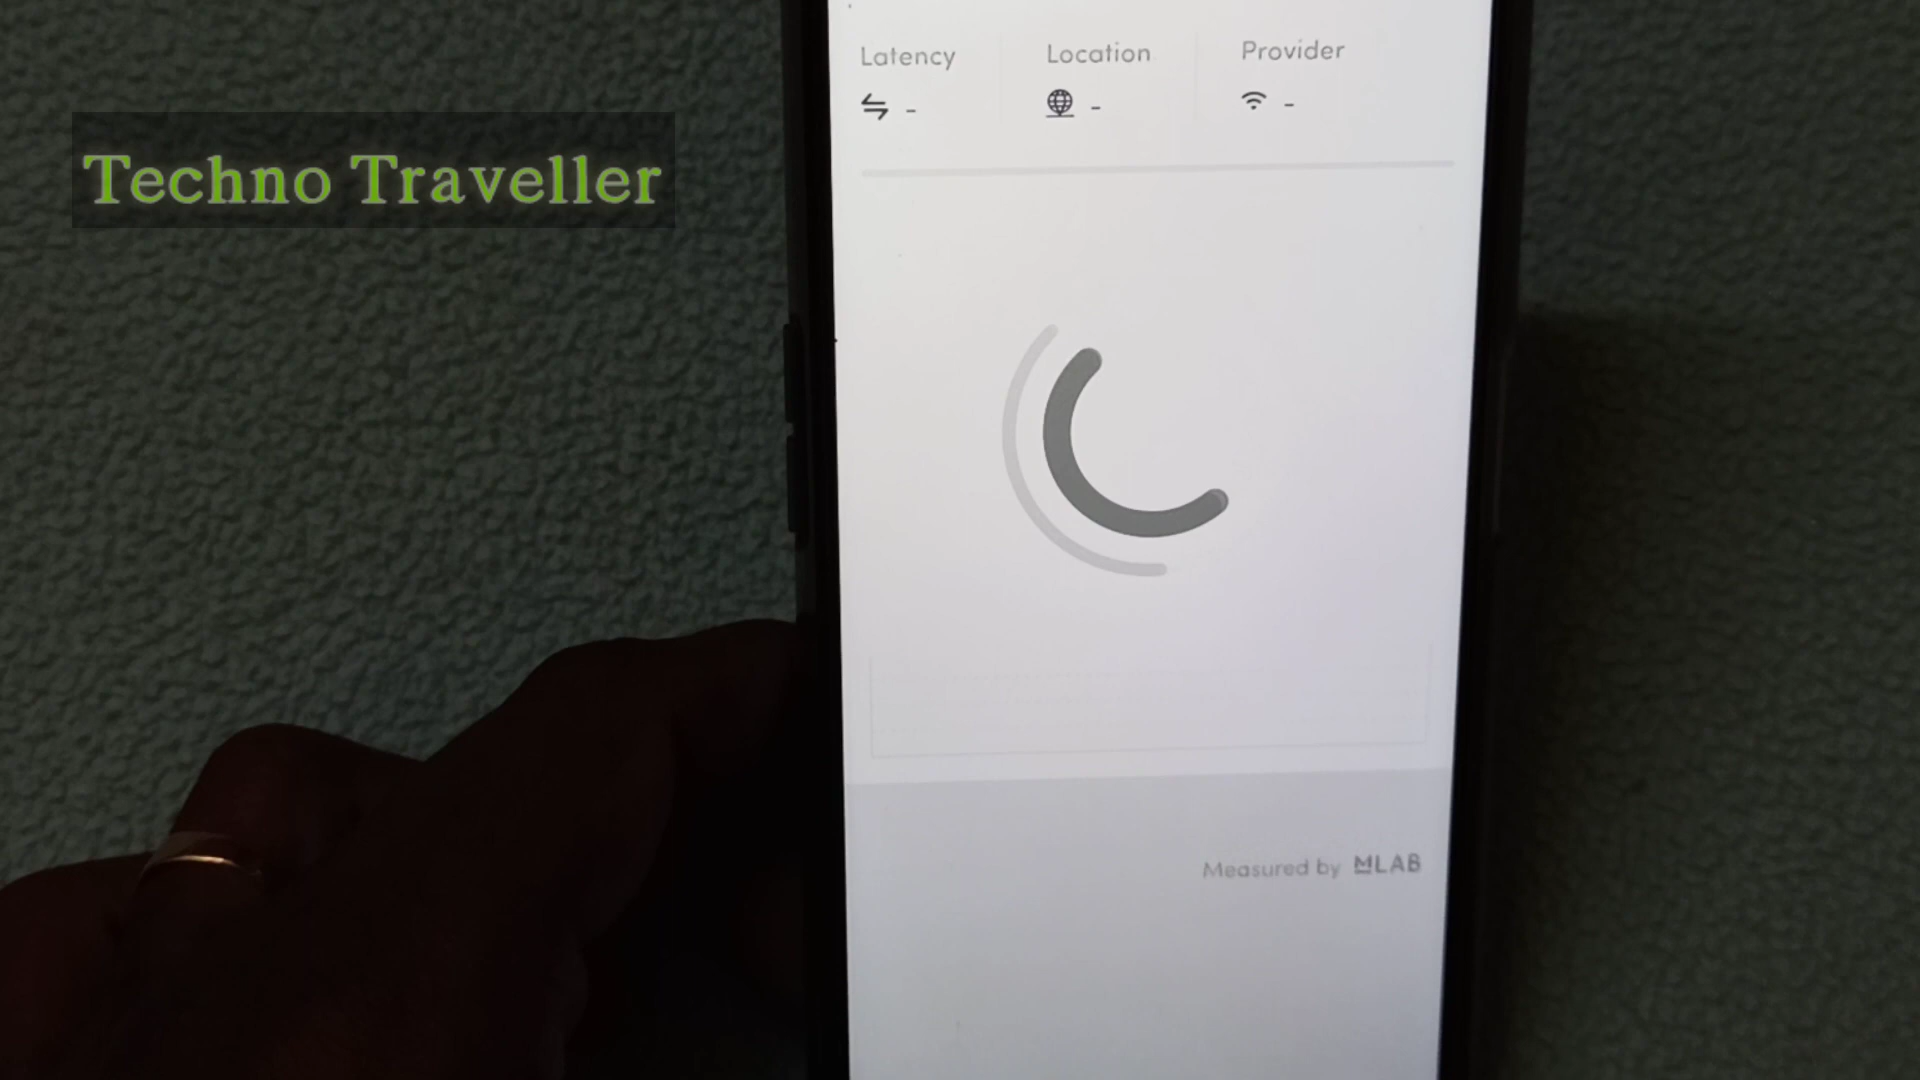 Techno Traveller
Latency Location Provider
- - -
Measured by MLAB